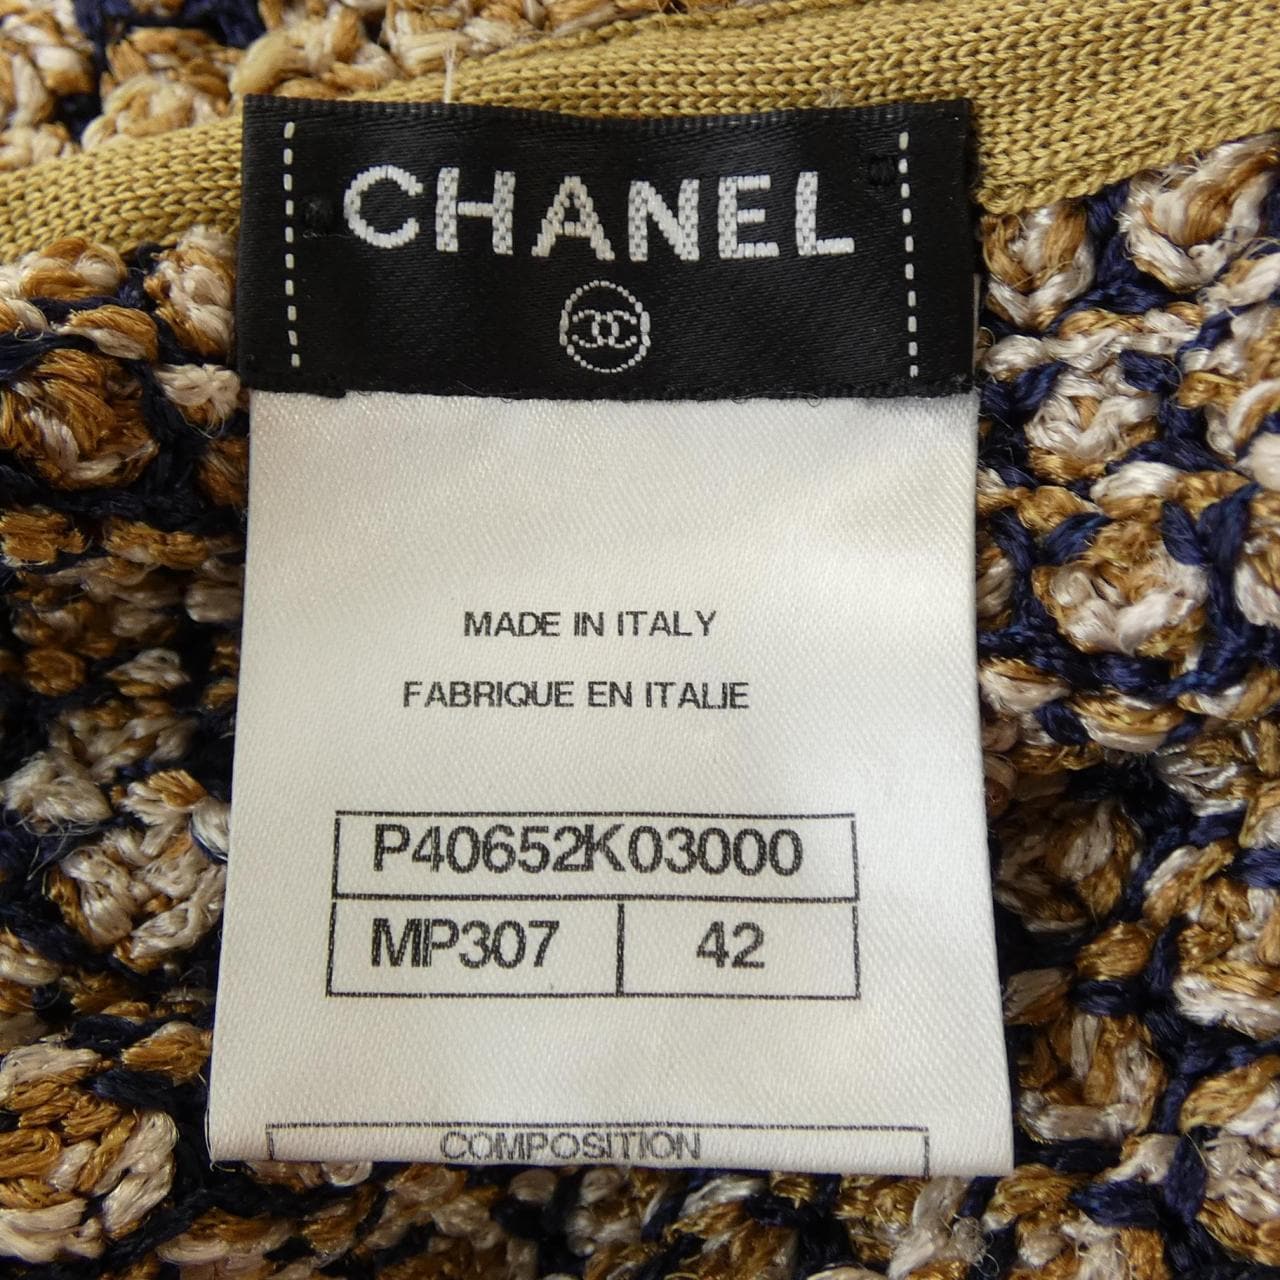 CHANEL
MADE IN ITALY
FABRIQUE EN ITALIE
P40652K03000
MP307 42
COMPOSITION